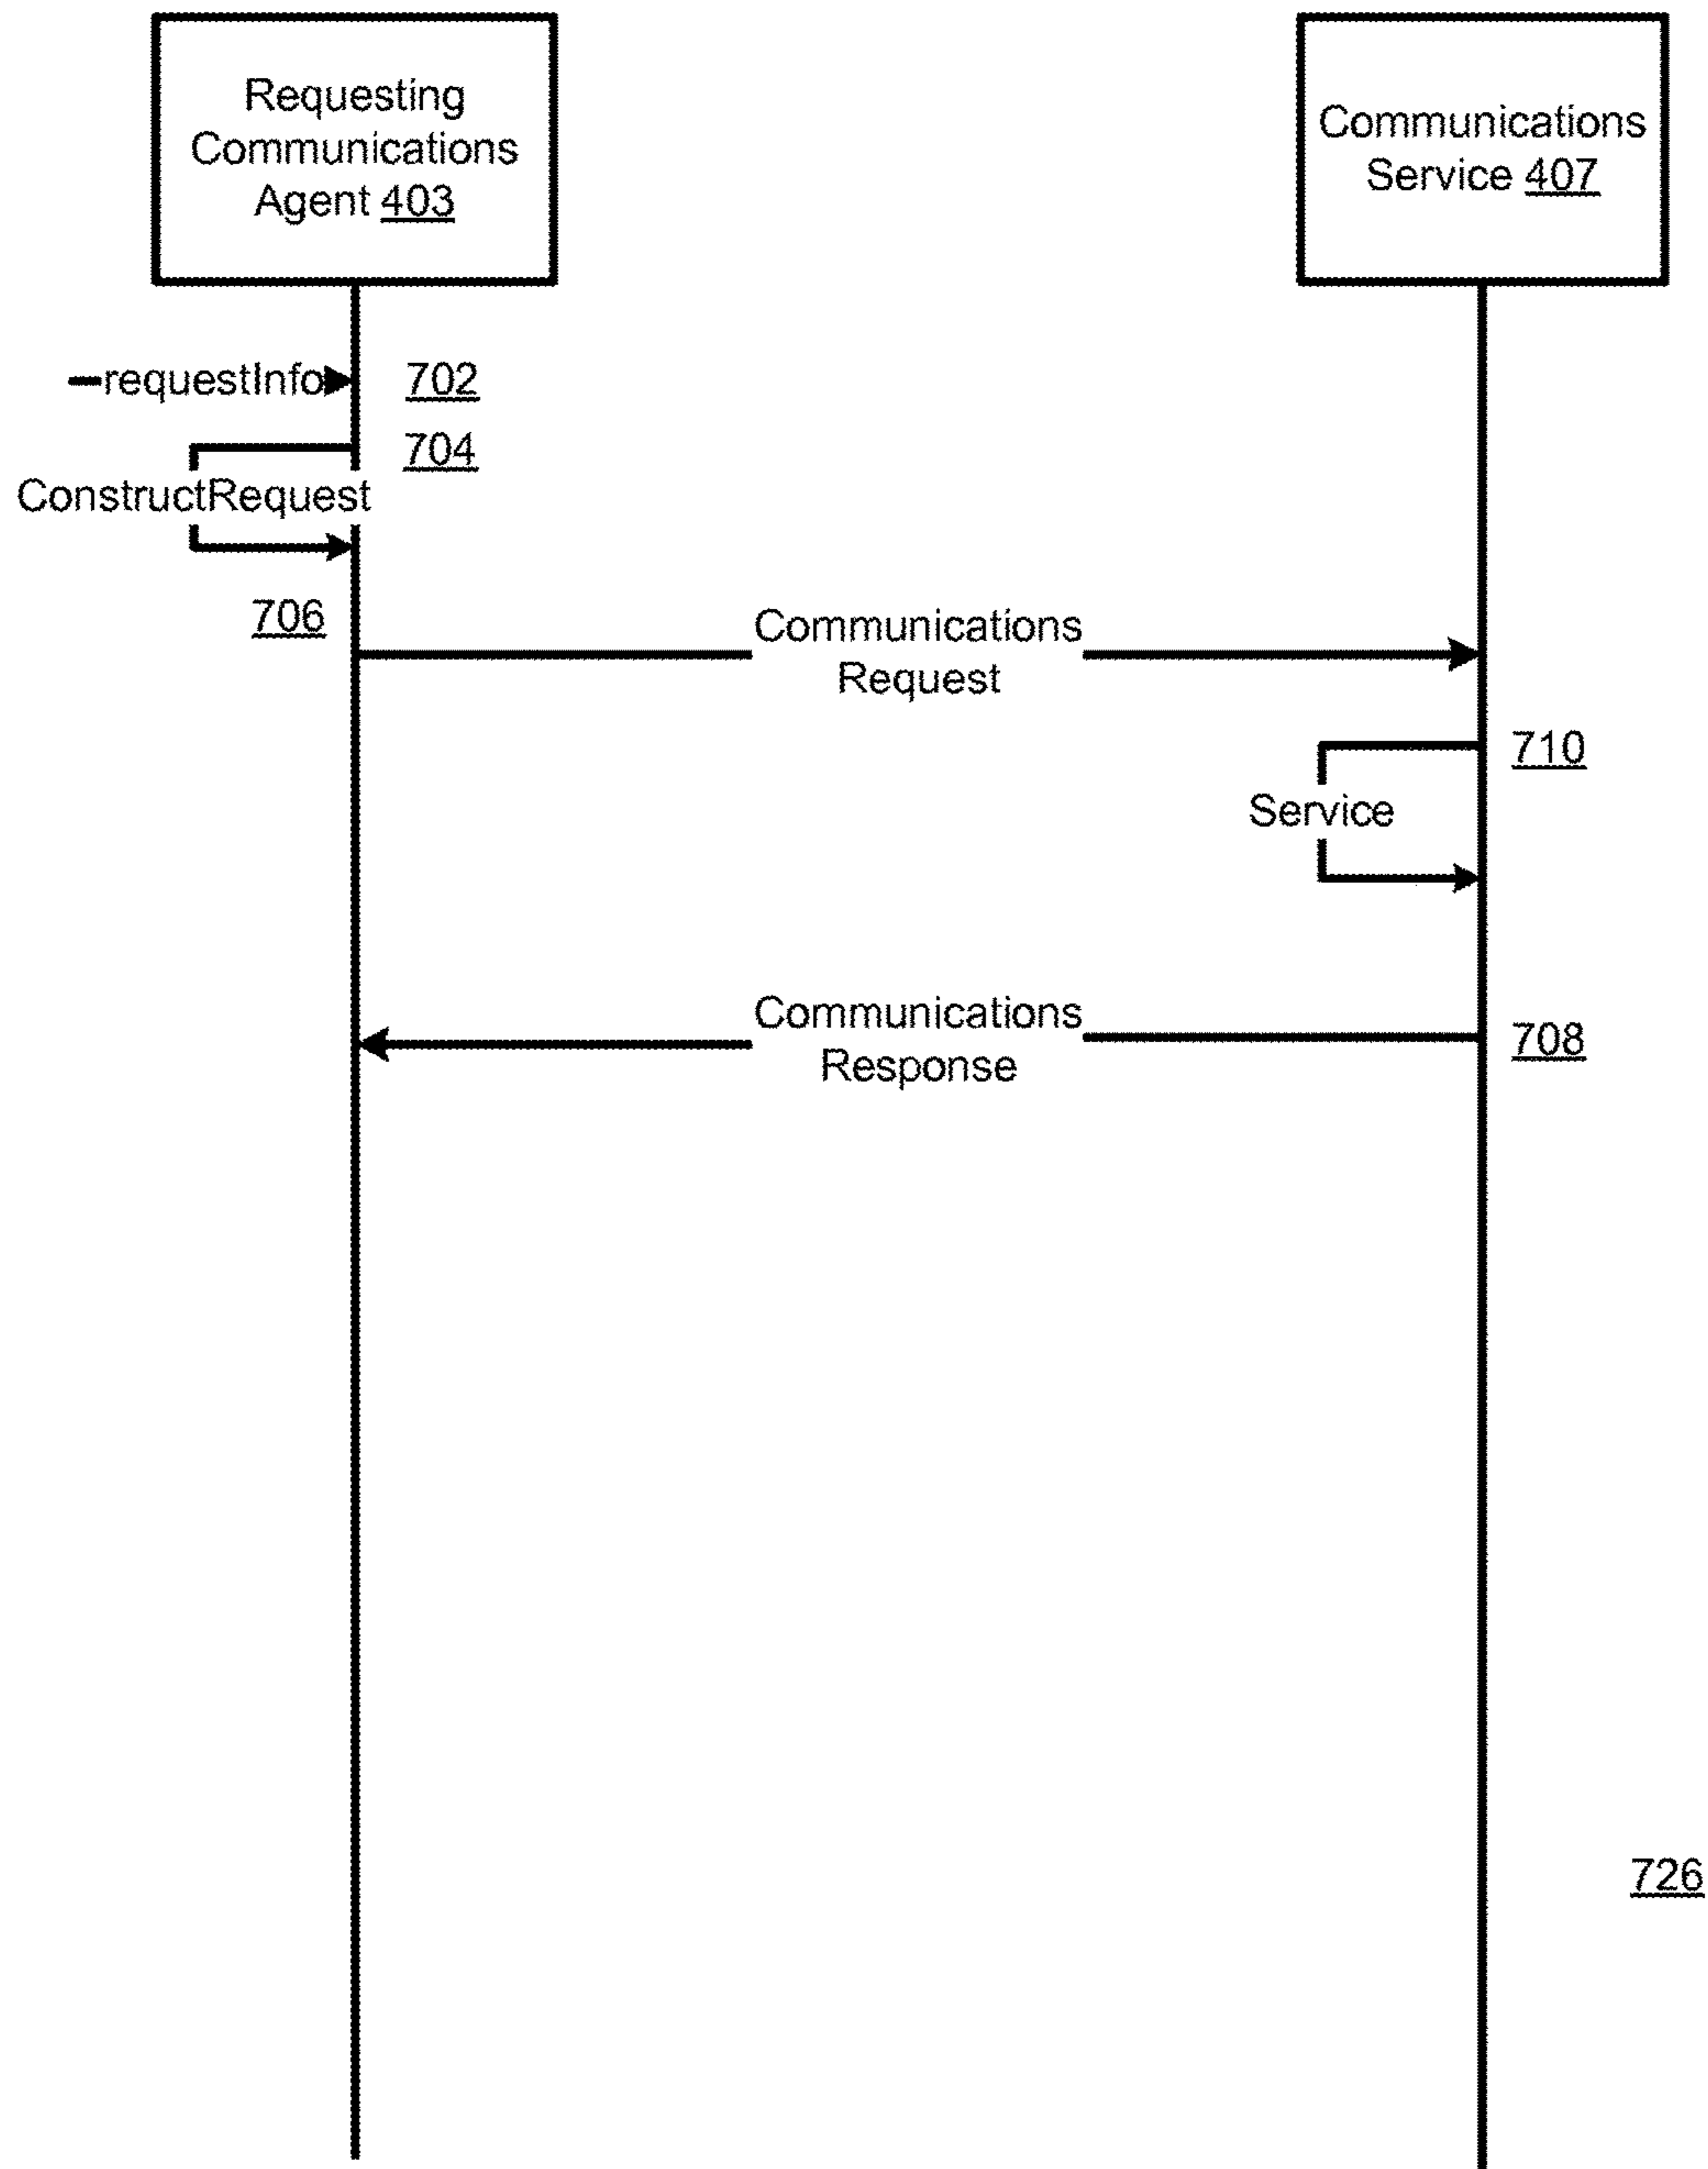 Requesting
Communications
Agent 403
Communications
Service 407
requestInfo
702
704
ConstructRequest
706
Communications
Request
710
Service
Communications
Response
708
726